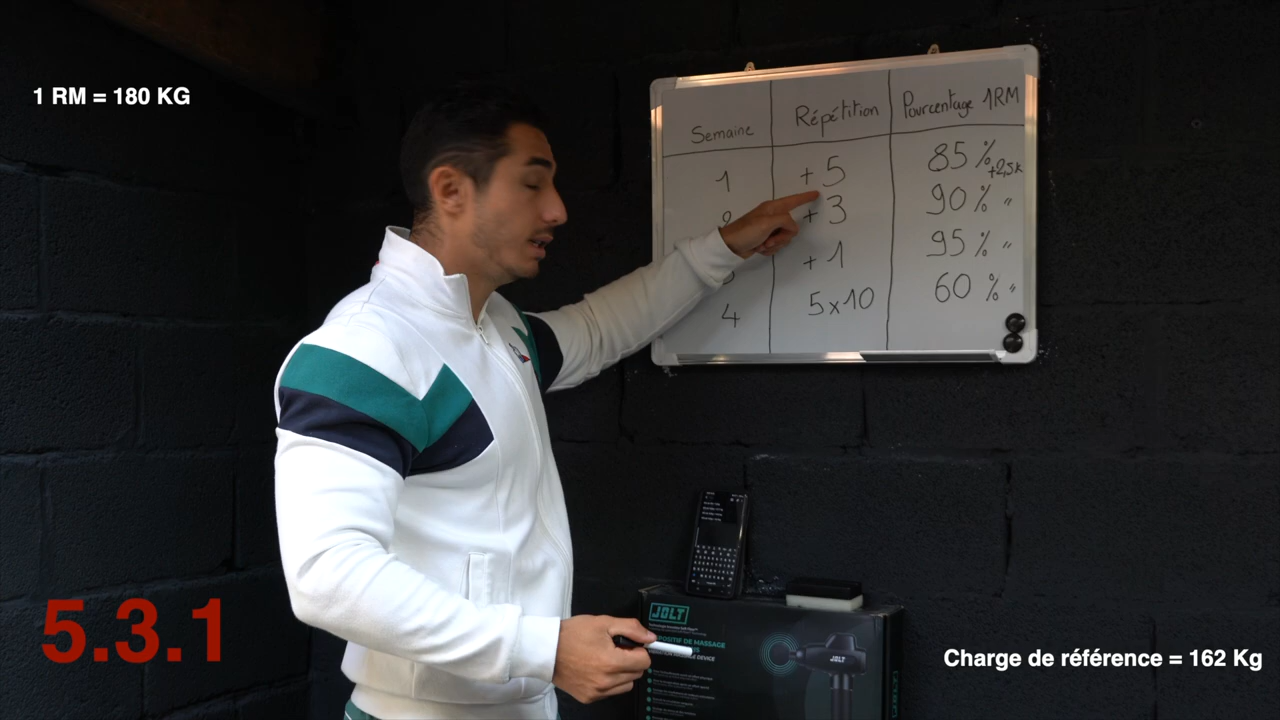 1 RM = 180 KG
Semaine Répétition Pourcentage 1RM
1 +5 85% +2,5k
+3 90% "
+1 95% "
4 5x10 60% "
JOLT
DE MASSAGE
DEVICE
JOLT
5.3.1
Charge de référence = 162 Kg